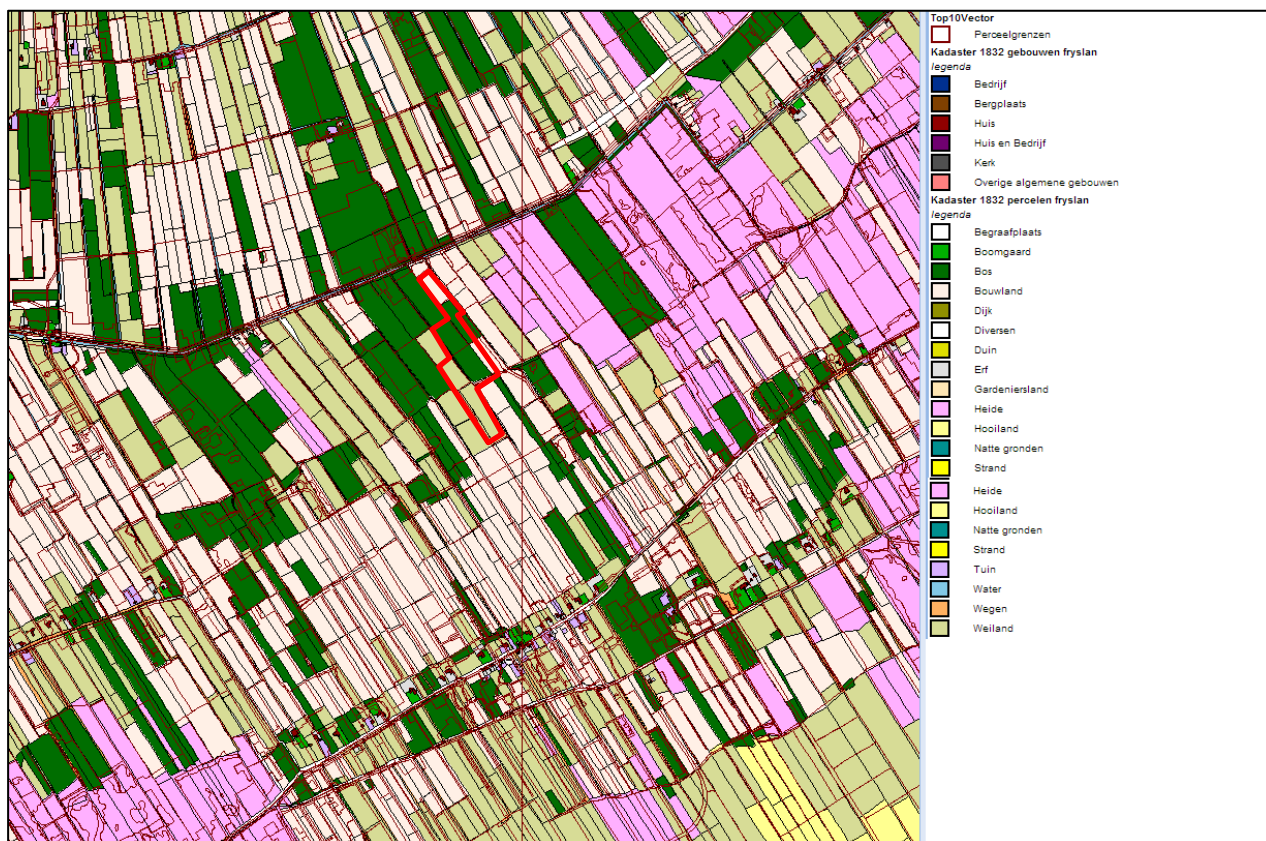 Top10Vector
Perceelgrenzen
Kadaster 1832 gebouwen fryslan
legenda
Bedrijf
Bergplaats
Huis
Huis en Bedrijf
Kerk
Overige algemene gebouwen
Kadaster 1832 percelen fryslan
legenda
Begraafplaats
Boomgaard
Bos
Bouwland
Dijk
Diversen
Duin
Erf
Gardeniersland
Heide
Hooiland
Natte gronden
Strand
Heide
Hooiland
Natte gronden
Strand
Tuin
Water
Wegen
Weiland